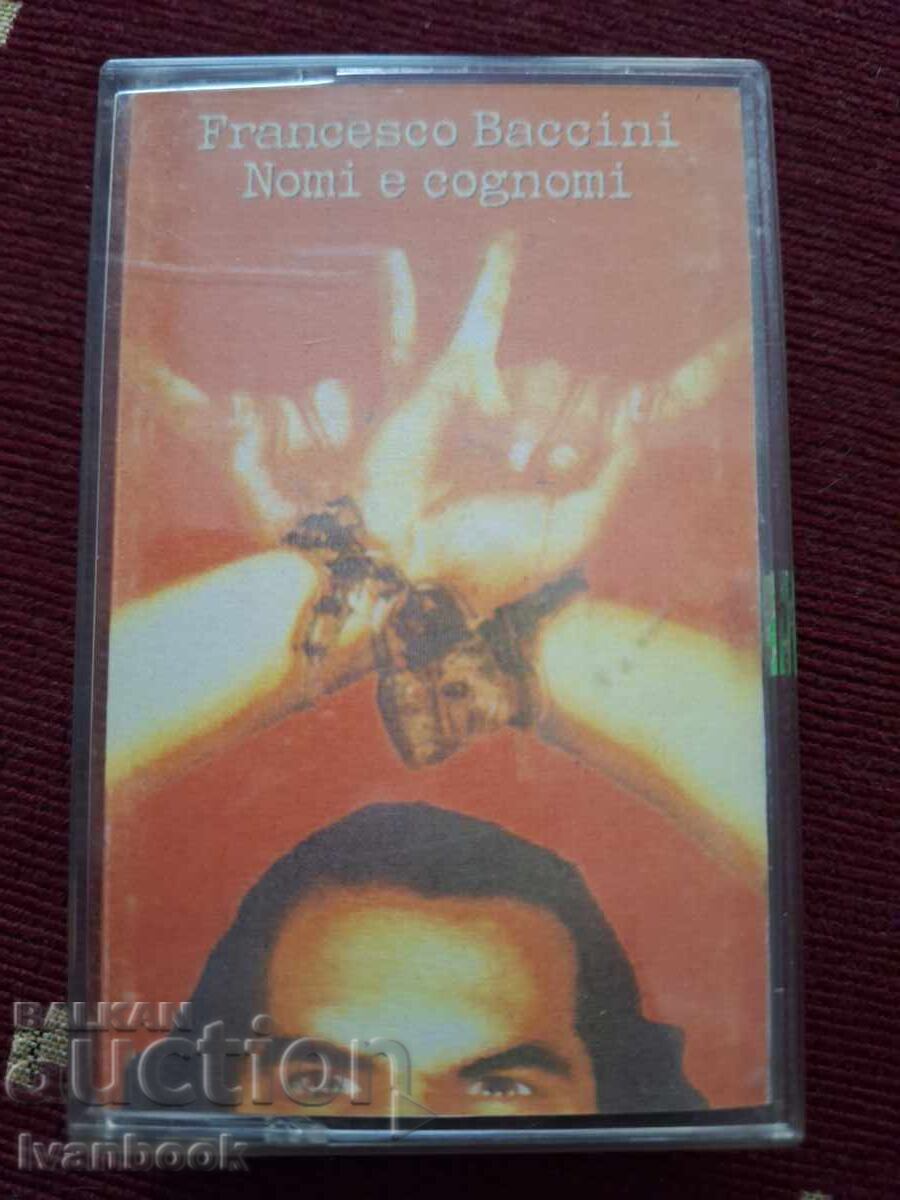 Francesco Baccini
Nomi e cognomi
BALKAN
auction
Ivanbook